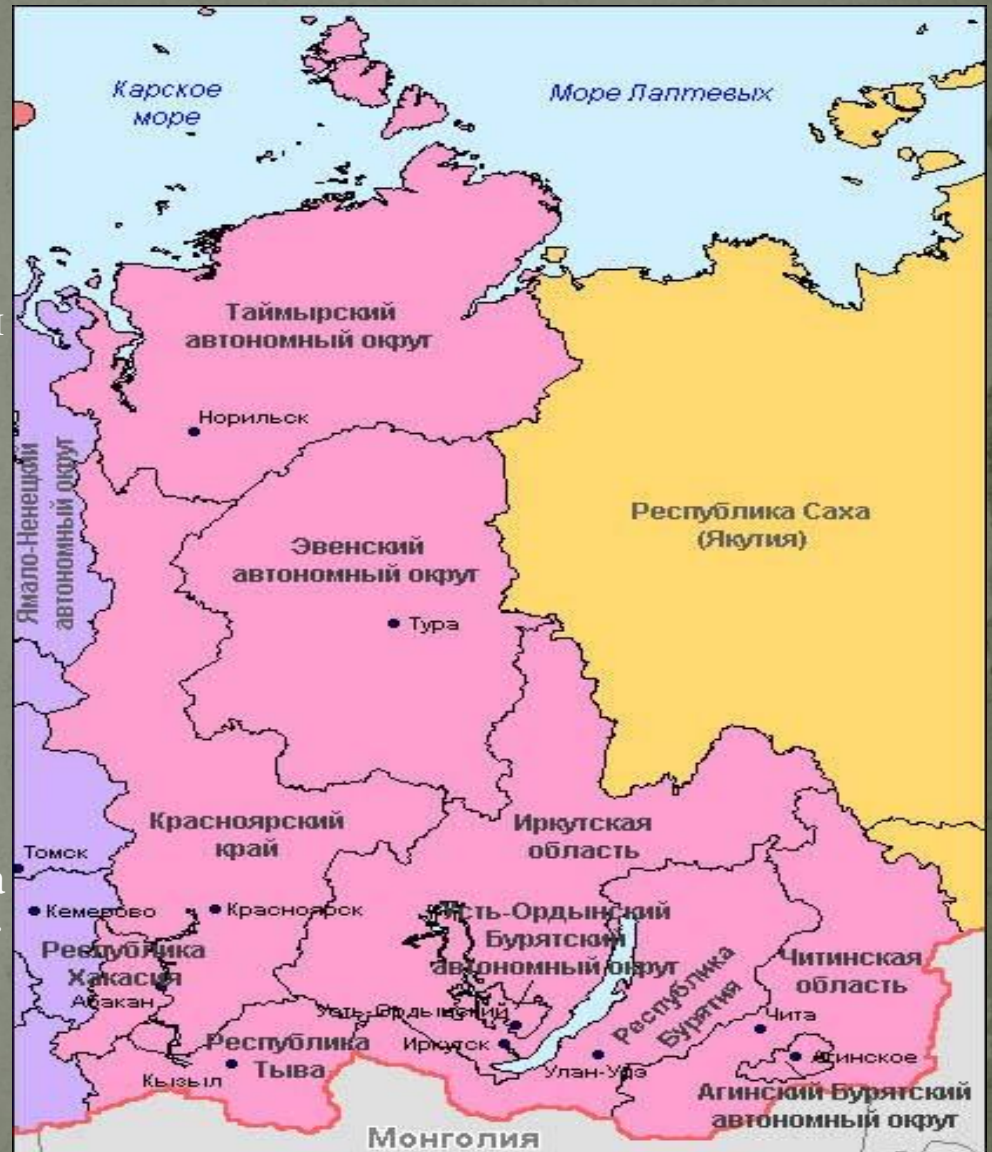 Карское
море
Море Лаптевых
Таймырский
автономный округ
Норильск
Ямало-Ненецкий
автономный округ
Республика Саха
(Якутия)
Эвенский
автономный округ
Тура
Красноярский
край
Иркутская
область
Томск
Кемерово
Красноярск
Усть-Ордынский
Бурятский
автономный округ
Республика
Хакасия
Абакан
Читинская
область
Республика
Бурятия
Усть-Ордынский
Чита
Республика
Тыва
Иркутск
Кызыл
Улан-Удэ
Агинское
Агинский Бурятский
автономный округ
Монголия